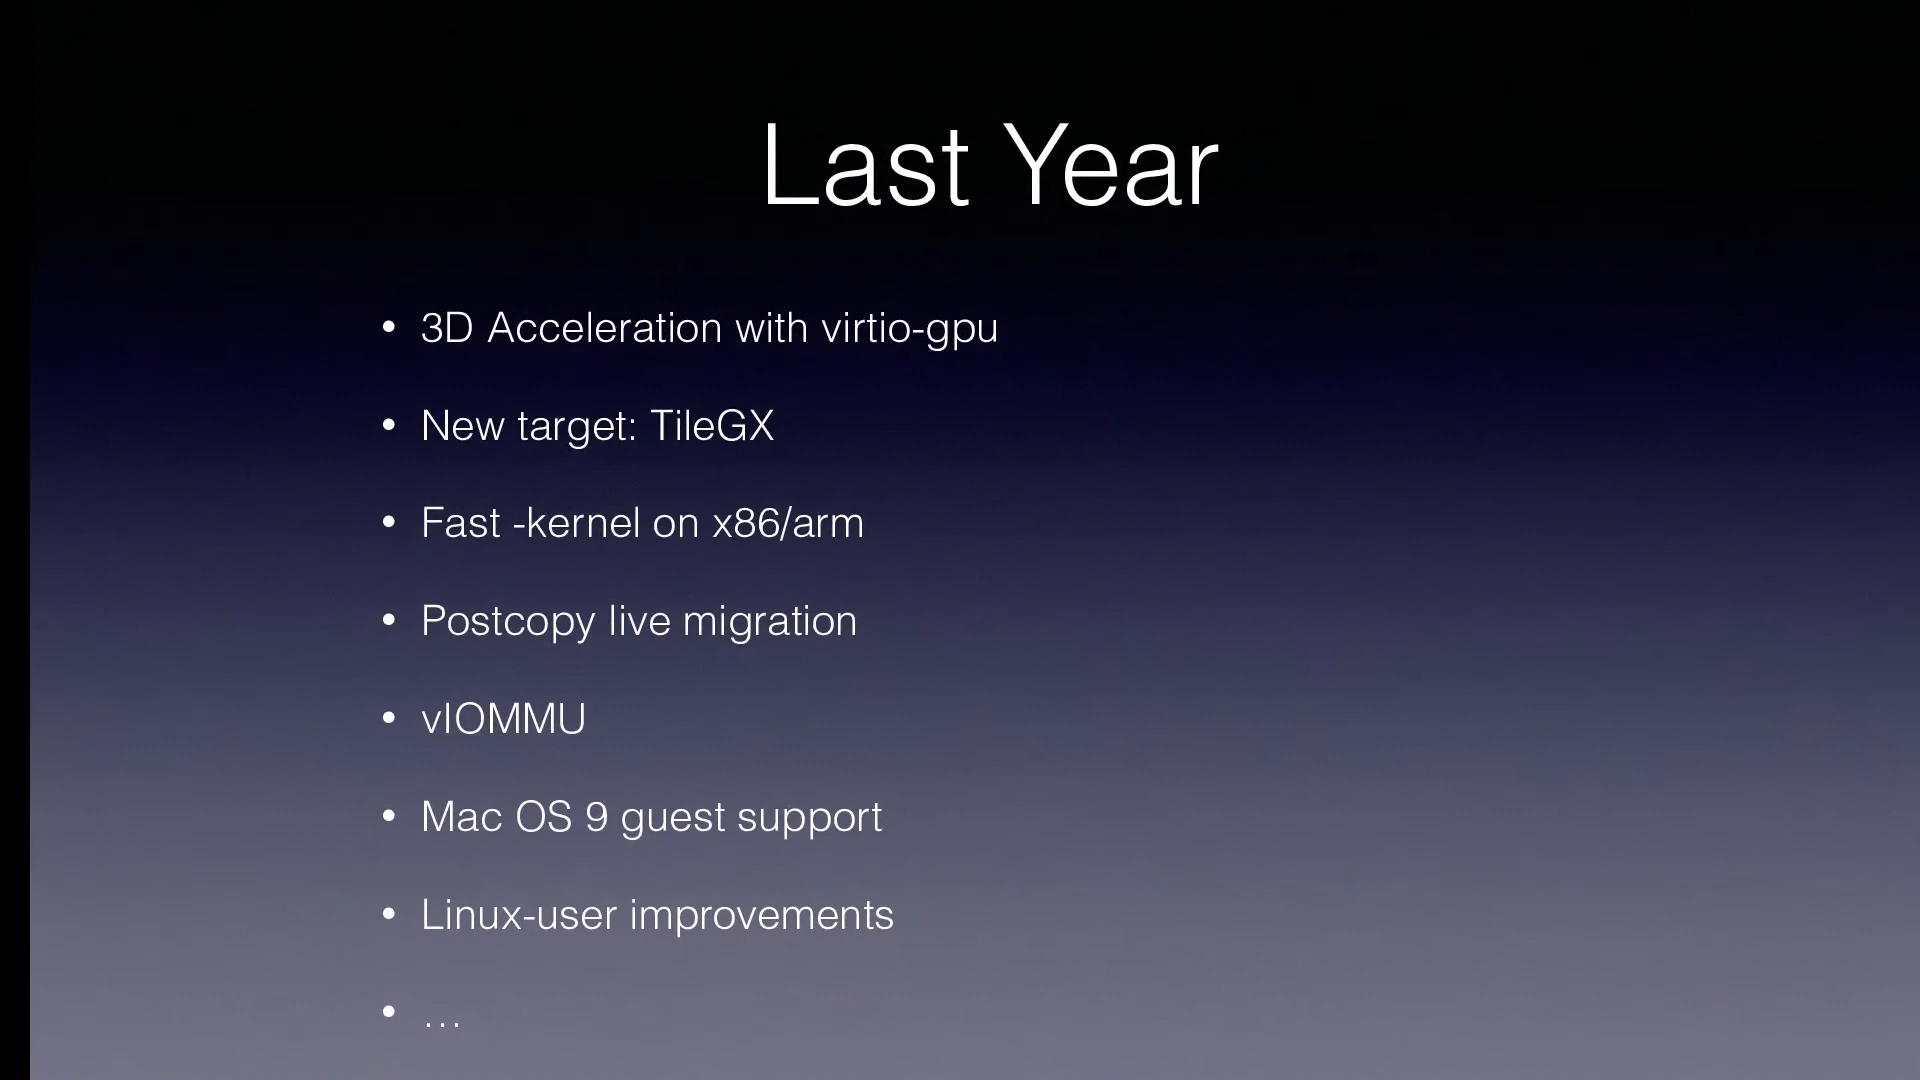 Last Year
• 3D Acceleration with virtio-gpu
• New target: TileGX
• Fast -kernel on x86/arm
• Postcopy live migration
• vIOMMU
• Mac OS 9 guest support
• Linux-user improvements
• …